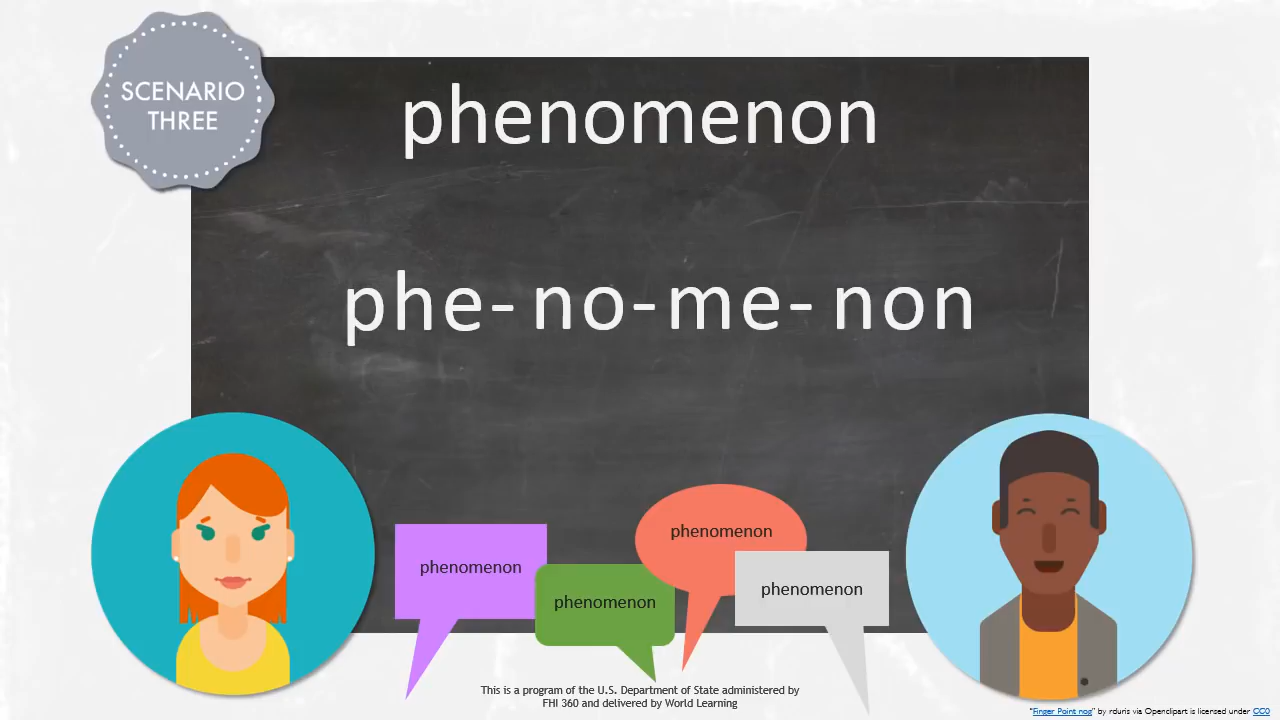 SCENARIO
THREE
phenomenon
phe-no-me-non
phenomenon
phenomenon
phenomenon
phenomenon
This is a program of the U.S. Department of State administered by
FHI 360 and delivered by World Learning
"Finger Point nog" by rduris via Openclipart is licensed under CC0